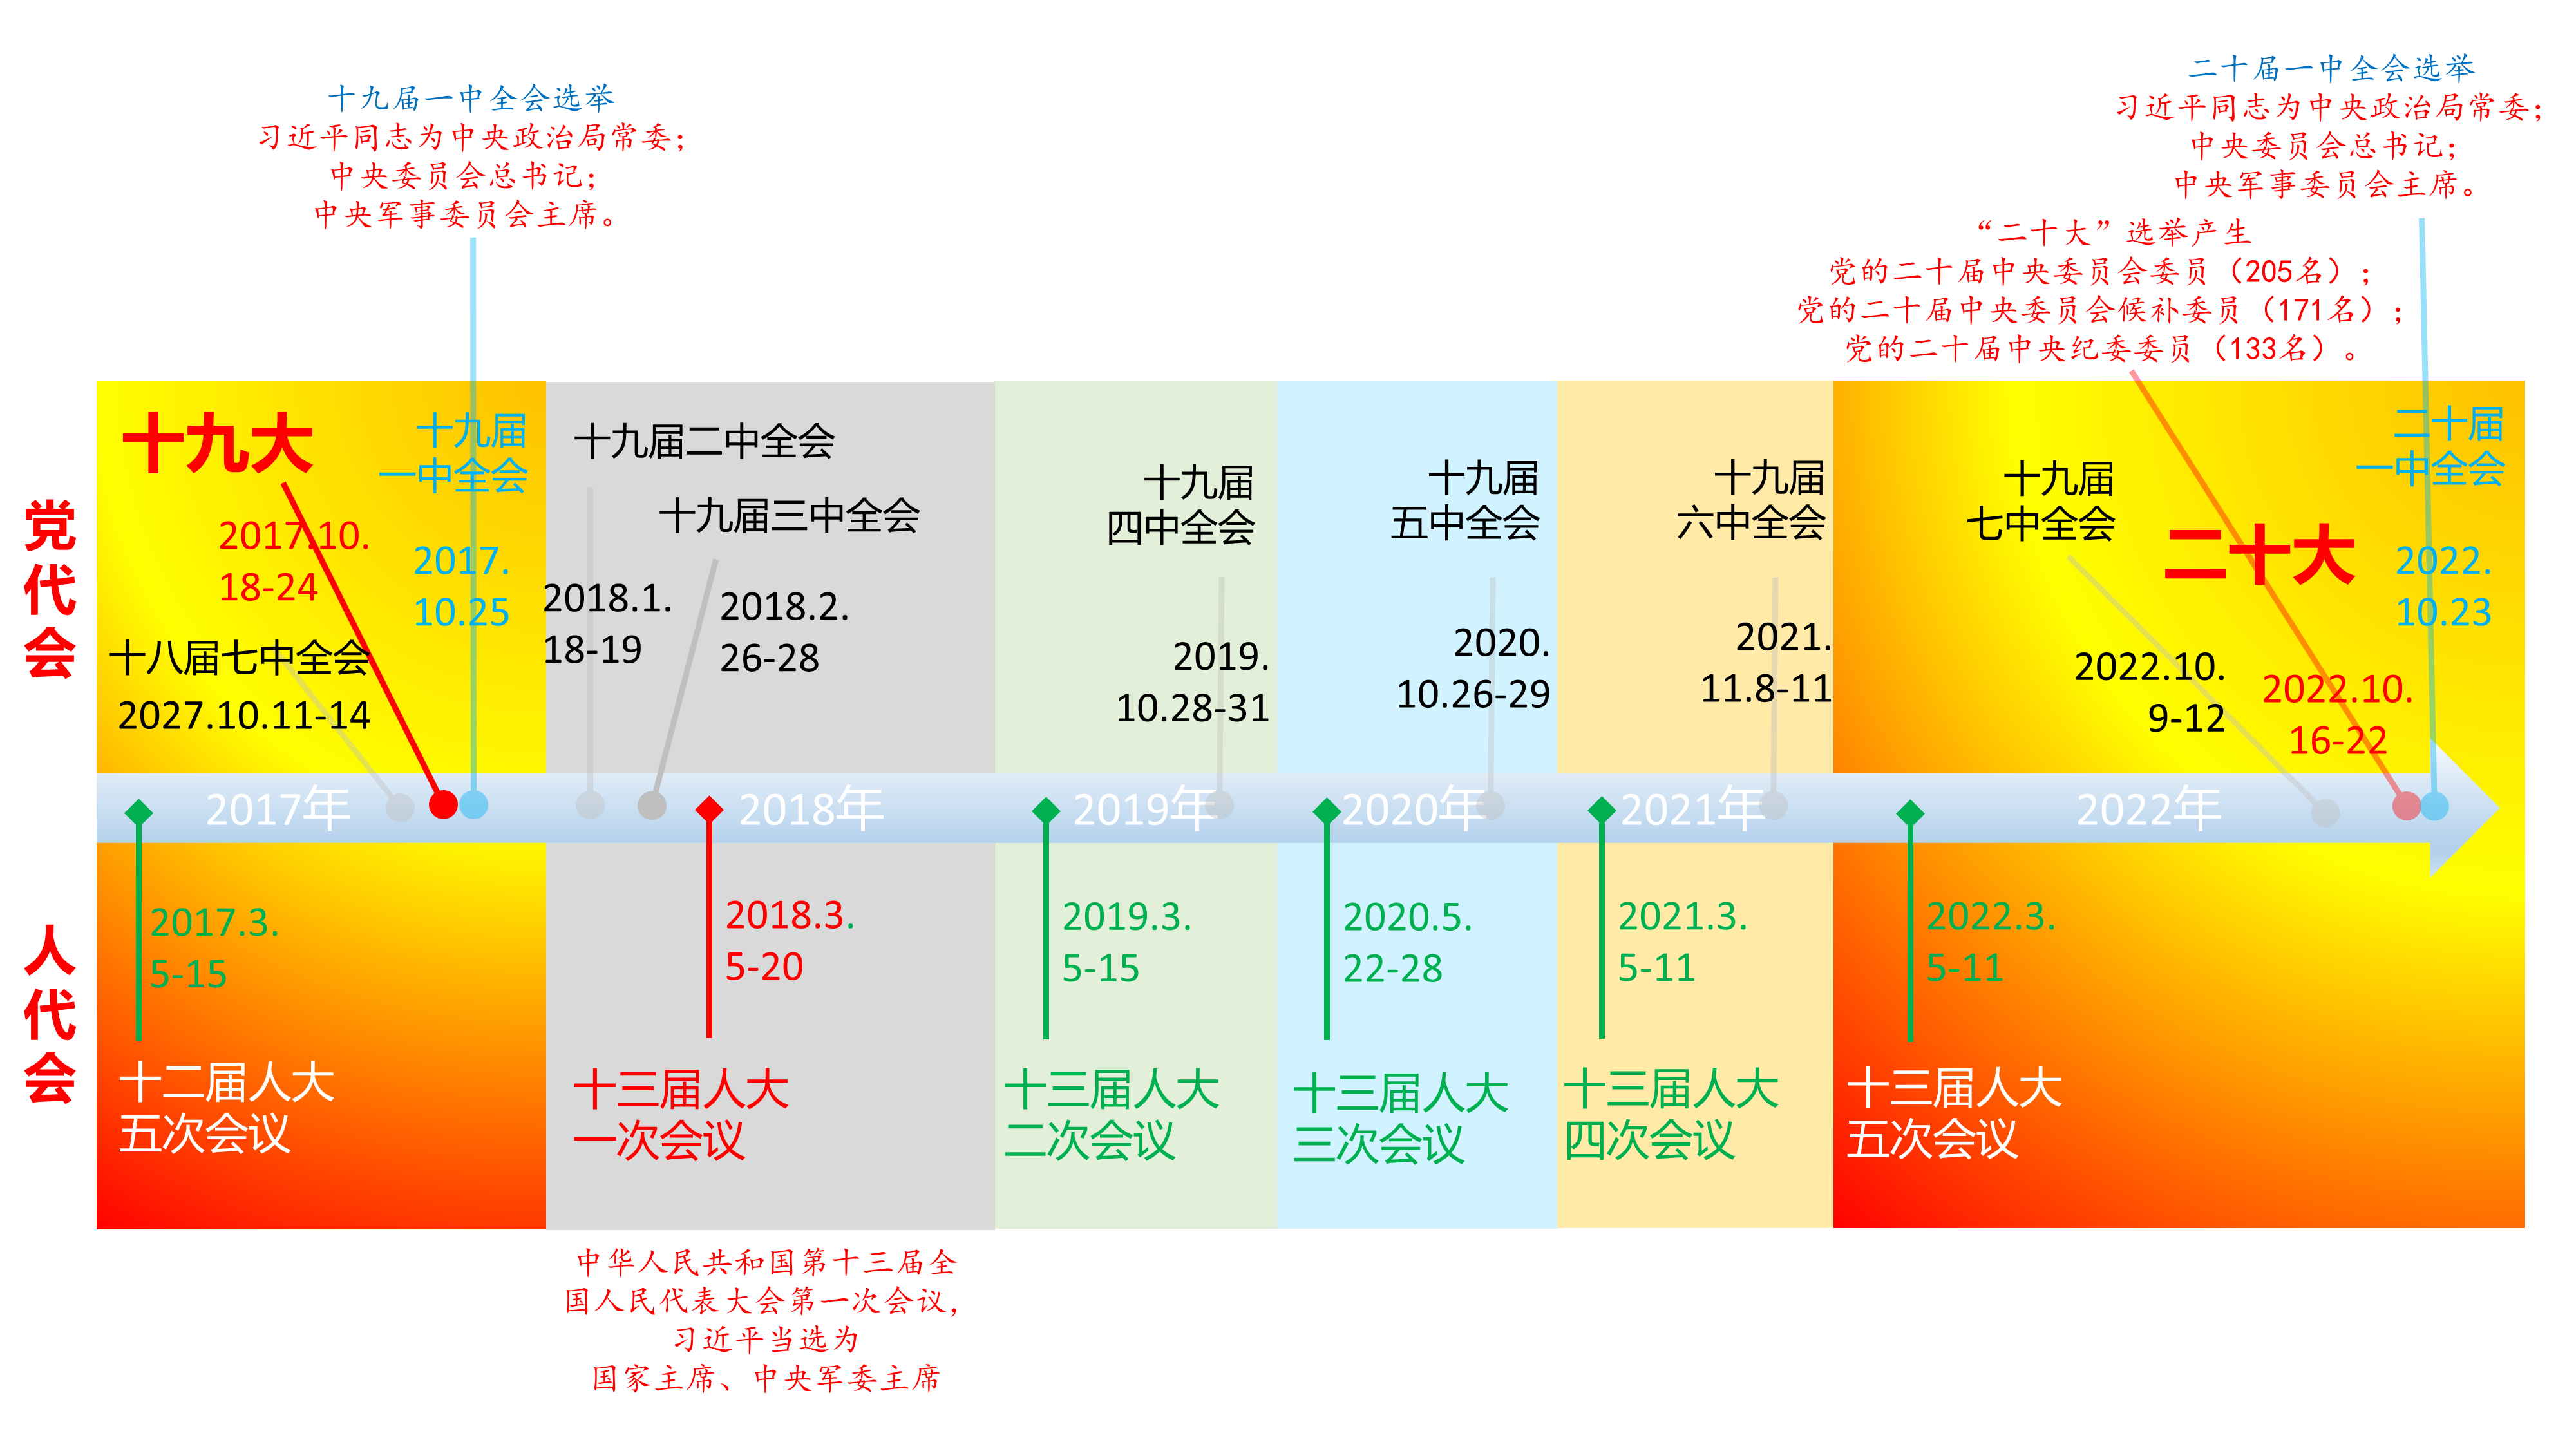 十九届一中全会选举
习近平同志为中央政治局常委；
中央委员会总书记；
中央军事委员会主席。
二十届一中全会选举
习近平同志为中央政治局常委；
中央委员会总书记；
中央军事委员会主席。
“二十大”选举产生
党的二十届中央委员会委员（205名）；
党的二十届中央委员会候补委员（171名）；
党的二十届中央纪委委员（133名）。
党代会
十九大
2017.10.
18-24
十九届
一中全会
2017.
10.25
十八届七中全会
2027.10.11-14
十九届二中全会
2018.1.
18-19
十九届三中全会
2018.2.
26-28
十九届
四中全会
2019.
10.28-31
十九届
五中全会
2020.
10.26-29
十九届
六中全会
2021.
11.8-11
十九届
七中全会
2022.10.
9-12
二十大
2022.10.
16-22
二十届
一中全会
2022.
10.23
2017年
2018年
2019年
2020年
2021年
2022年
人代会
2017.3.
5-15
十二届人大
五次会议
2018.3.
5-20
十三届人大
一次会议
2019.3.
5-15
十三届人大
二次会议
2020.5.
22-28
十三届人大
三次会议
2021.3.
5-11
十三届人大
四次会议
2022.3.
5-11
十三届人大
五次会议
中华人民共和国第十三届全
国人民代表大会第一次会议，
习近平当选为
国家主席、中央军委主席